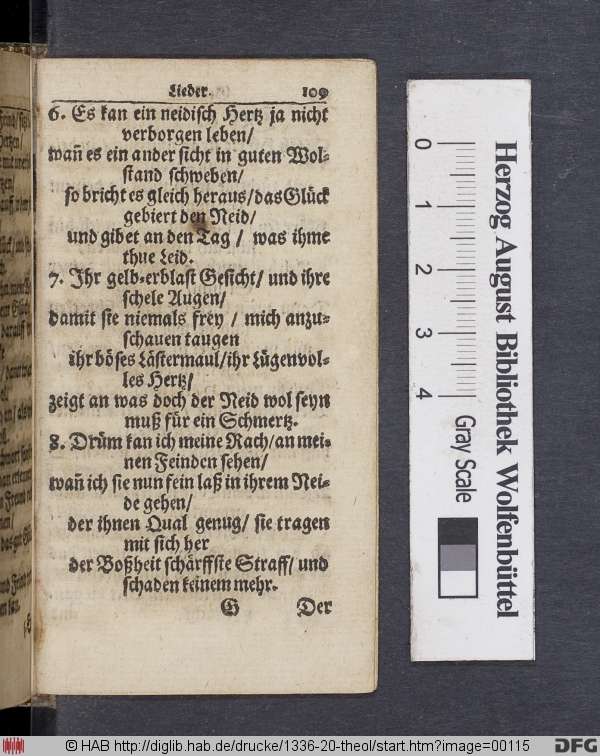 Lieder. 109
6. Es kan ein neidisch Hertz ja nicht
verborgen leben/
wañ es ein ander sicht in guten Wol-
stand schweben/
so bricht es gleich heraus/das Glück
gebiert den Neid/
und gibet an den Tag / was ihme
thue Leid.
7. Ihr gelb-erblast Gesicht/ und ihre
schele Augen/
damit sie niemals frey / mich anzu-
schauen taugen
ihr böses Lästermaul/ihr Lügenvol-
les Hertz/
zeigt an was doch der Neid wol seyn
muß für ein Schmertz.
8. Drüm kan ich meine Rach/an mei-
nen Feinden sehen/
wañ ich sie nun fein laß in ihrem Nei-
de gehen/
der ihnen Qual genug/ sie tragen
mit sich her
der Boßheit schärffste Straff/ und
schaden keinem mehr.
G Der
0 1 2 3 4
Gray Scale
Herzog August Bibliothek Wolfenbüttel
© HAB http://diglib.hab.de/drucke/1336-20-theol/start.htm?image=00115
DFG